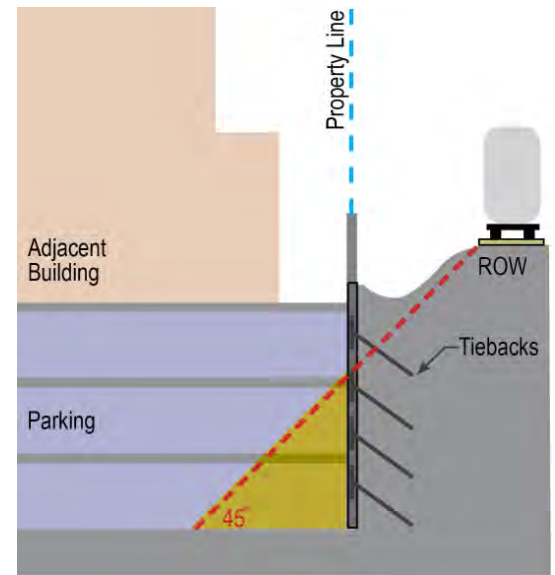 Property Line
Adjacent
Building
ROW
Tiebacks
Parking
45°